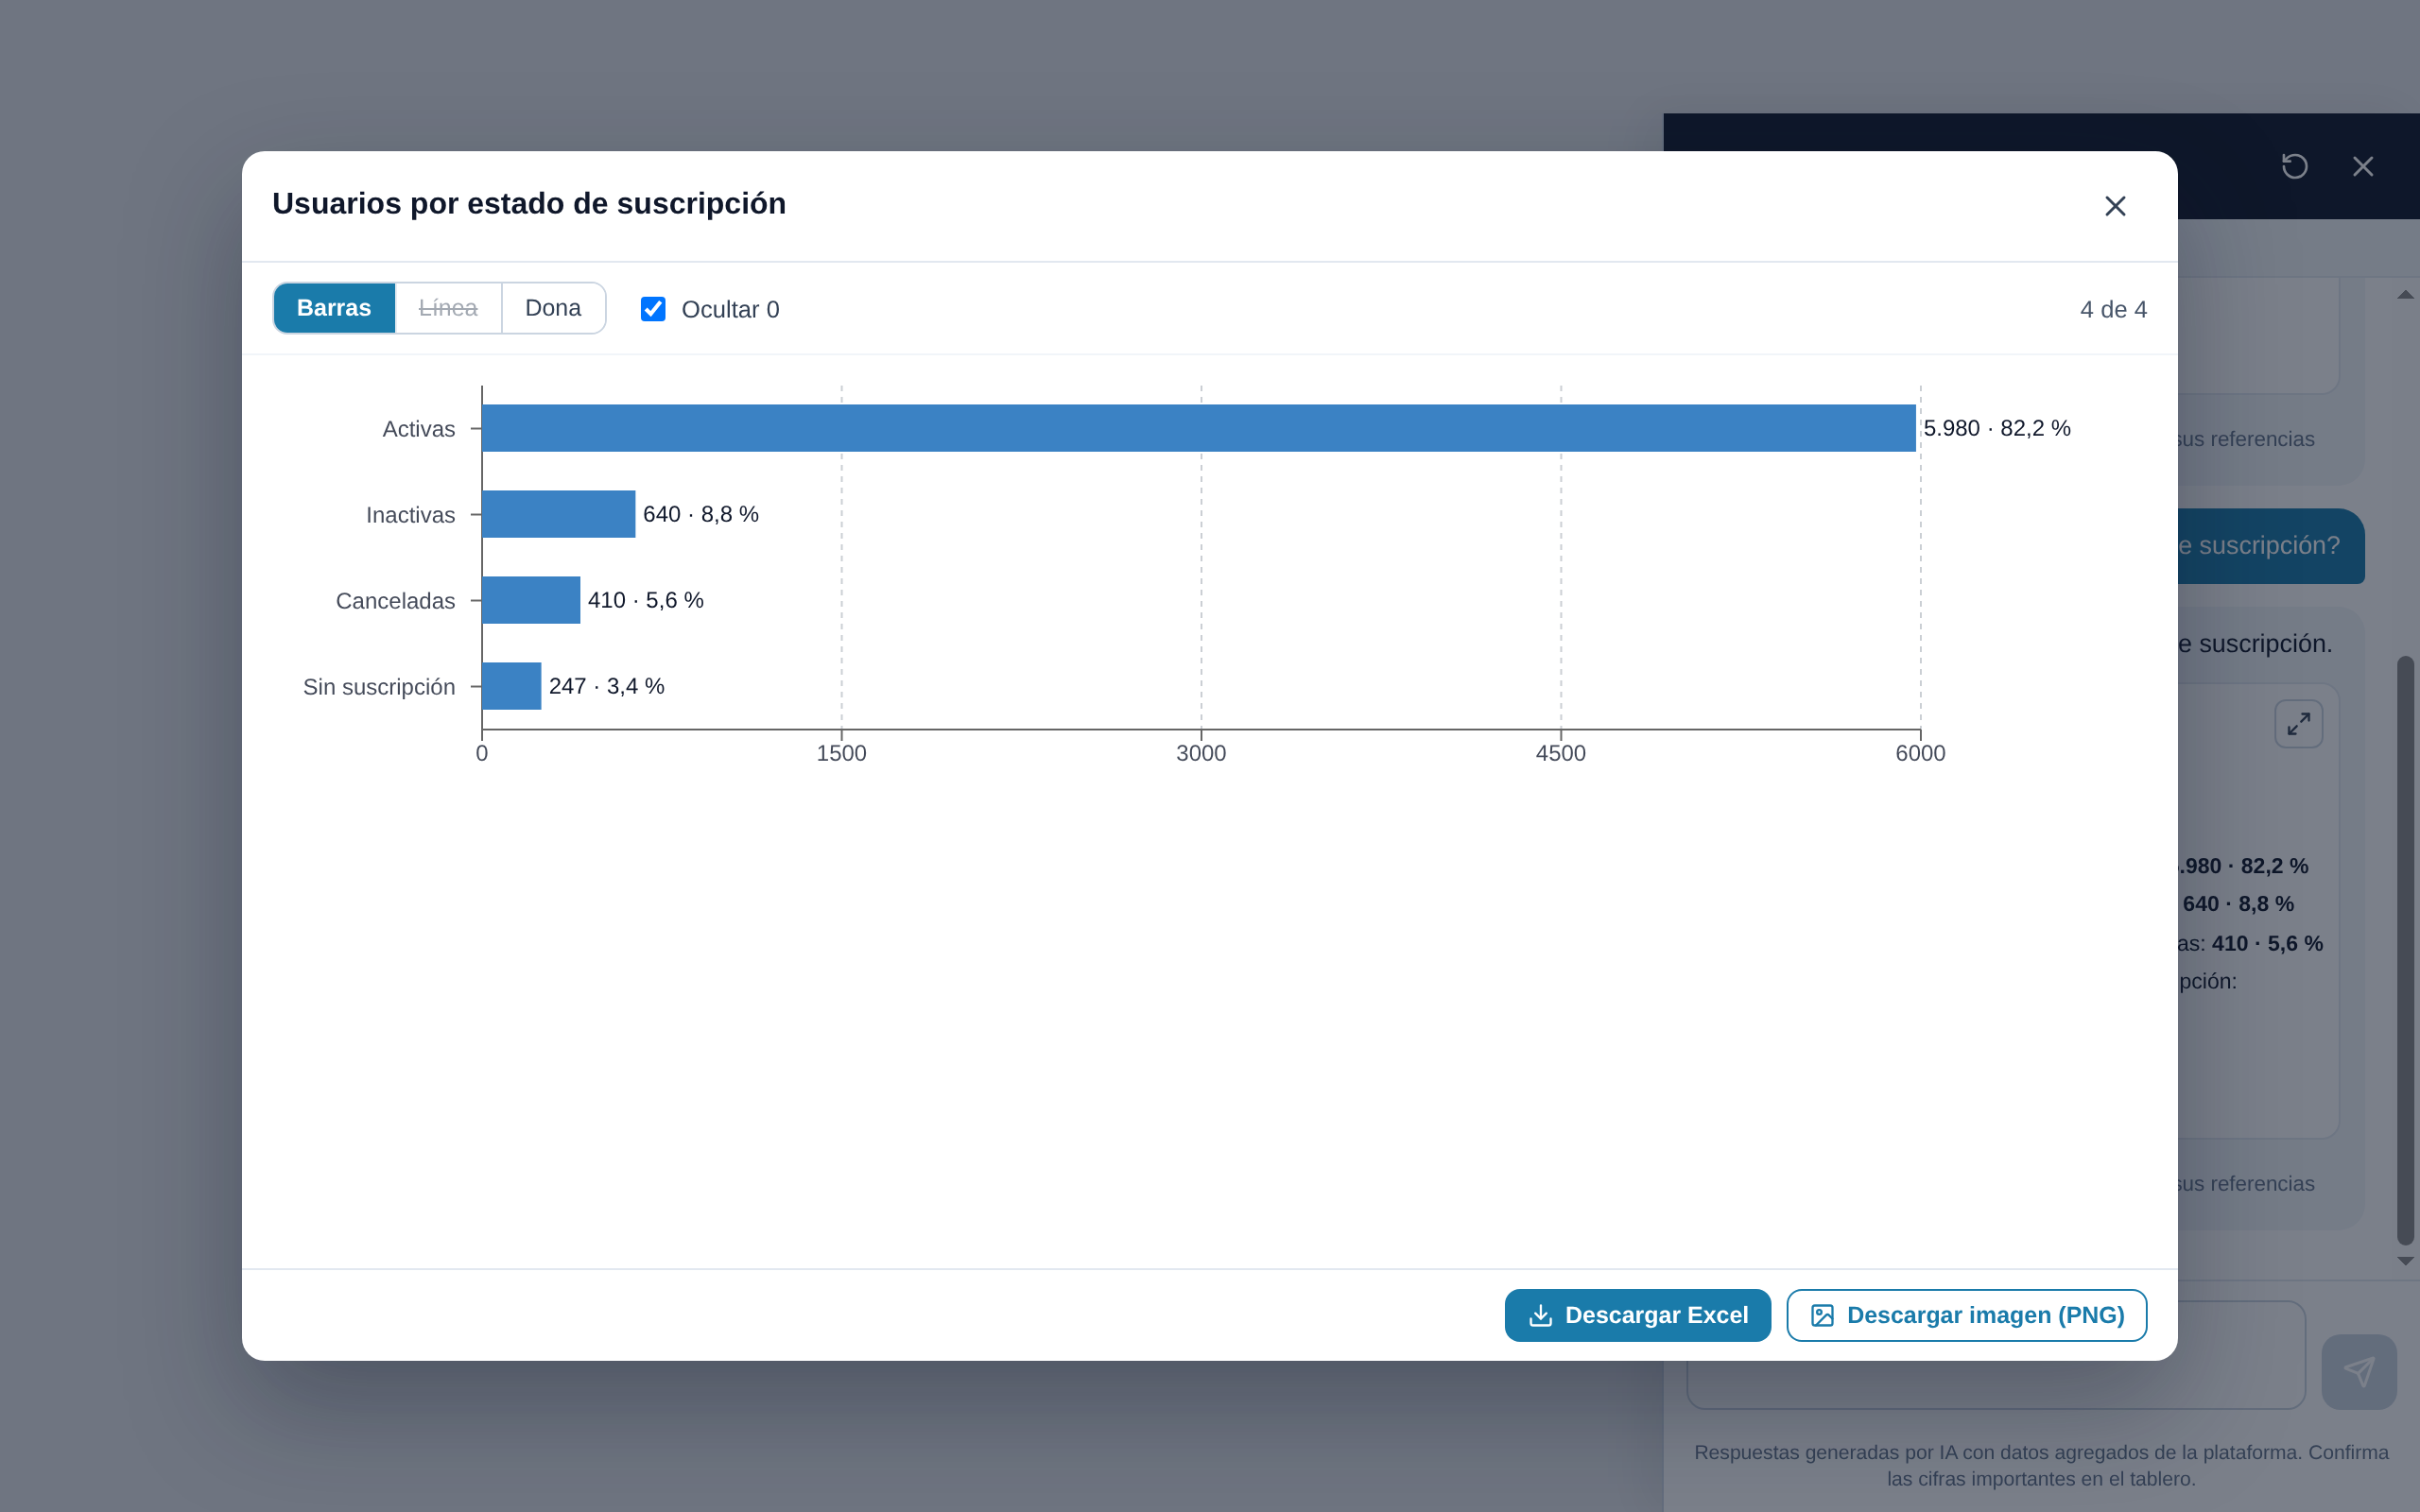 Usuarios por estado de suscripción
Barras
Línea
Dona
Ocultar 0
4 de 4
Activas
5.980 · 82,2 %
Inactivas
640 · 8,8 %
Canceladas
410 · 5,6 %
Sin suscripción
247 · 3,4 %
0
1500
3000
4500
6000
Descargar Excel
Descargar imagen (PNG)
sus referencias
e suscripción?
e suscripción.
.980 · 82,2 %
640 · 8,8 %
as: 410 · 5,6 %
pción:
sus referencias
Respuestas generadas por IA con datos agregados de la plataforma. Confirma
las cifras importantes en el tablero.